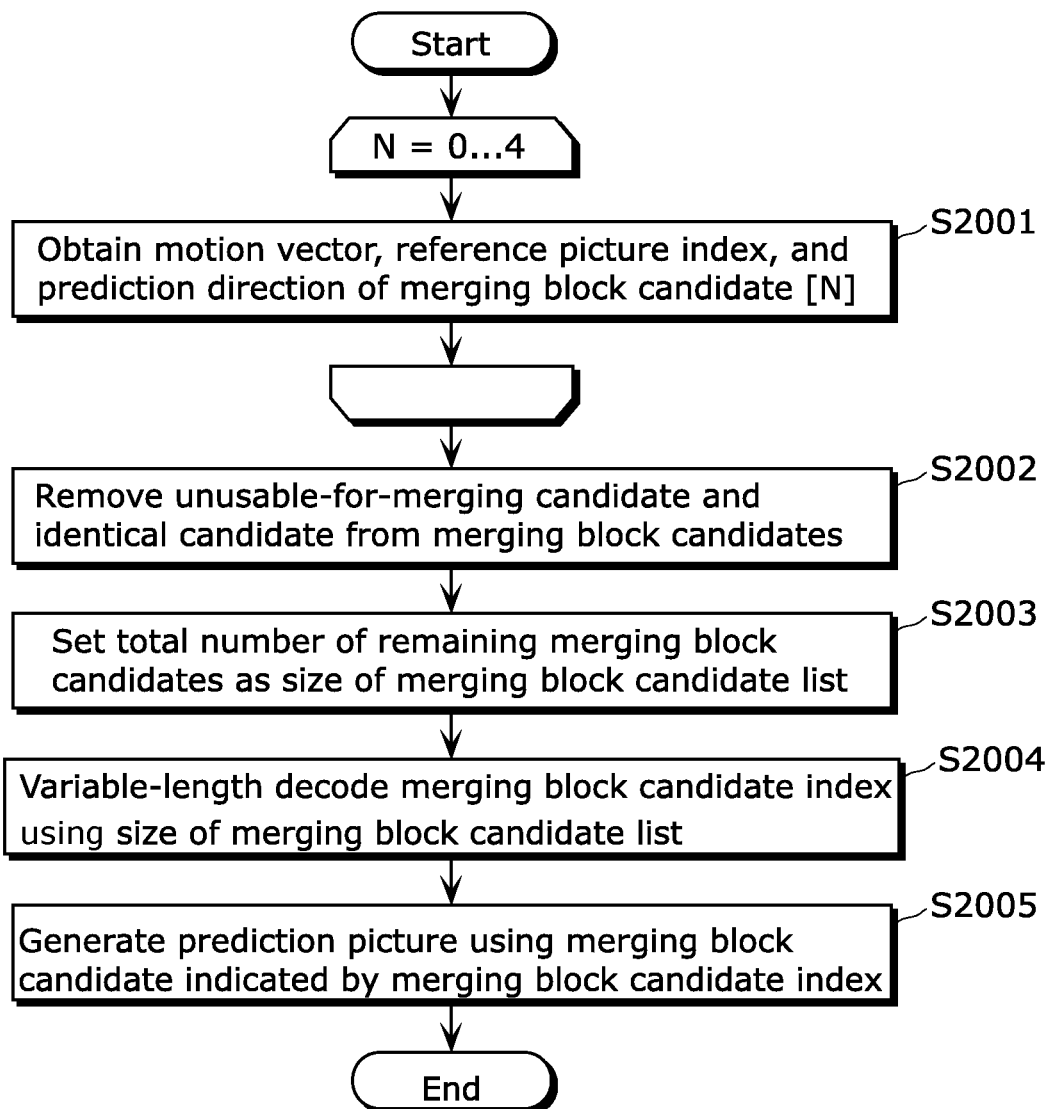 Start
N = 0...4
S2001
Obtain motion vector, reference picture index, and
prediction direction of merging block candidate [N]
S2002
Remove unusable-for-merging candidate and
identical candidate from merging block candidates
S2003
Set total number of remaining merging block
candidates as size of merging block candidate list
S2004
Variable-length decode merging block candidate index
using size of merging block candidate list
S2005
Generate prediction picture using merging block
candidate indicated by merging block candidate index
End